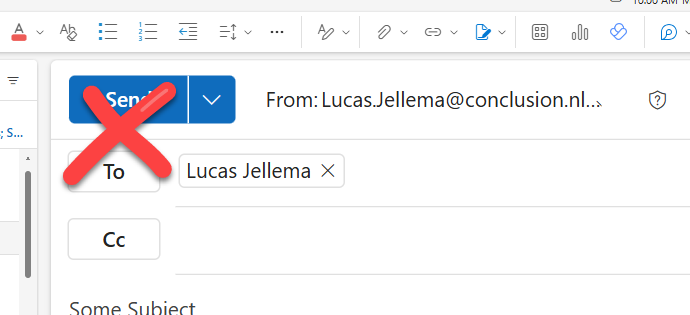 A
; S...
Send
From: Lucas.Jellema@conclusion.nl...
To
Lucas Jellema
Cc
Some Subject